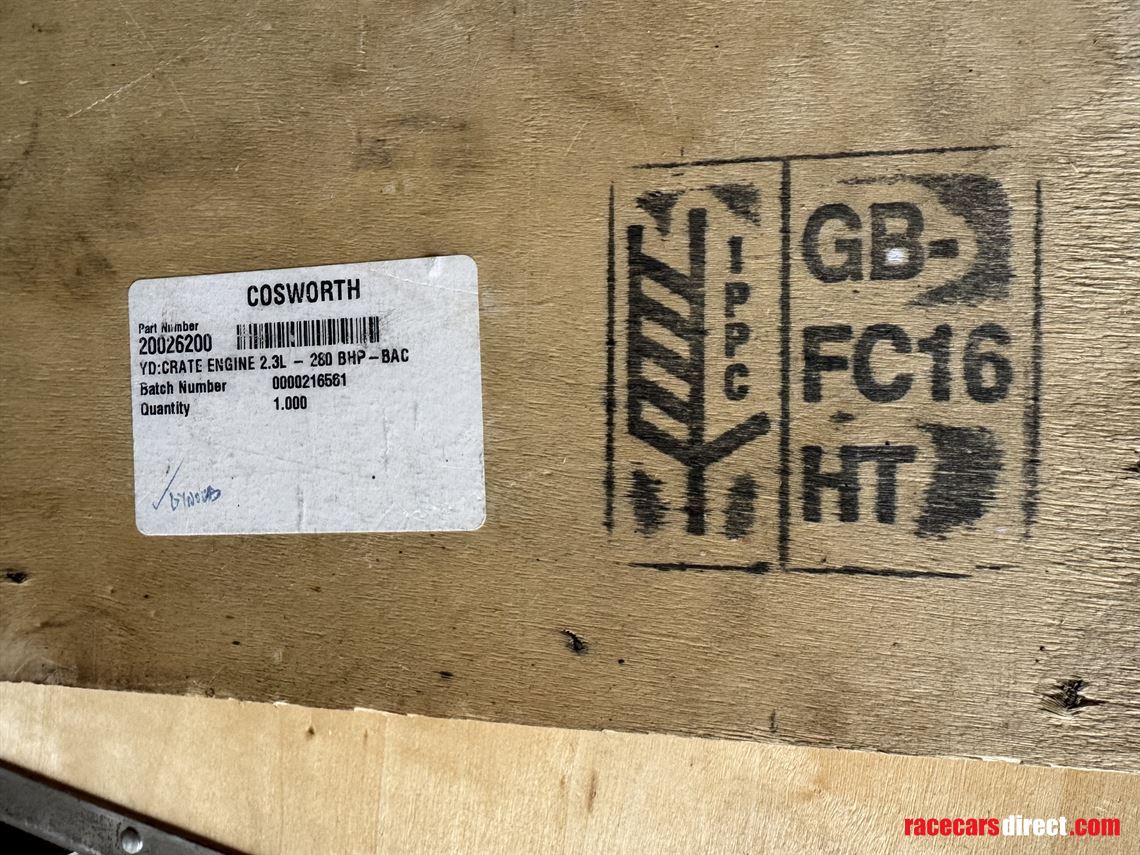 COSWORTH
Part Number
20026200
YD:CRATE ENGINE 2.3L - 280 BHP-BAC
Batch Number 0000216561
Quantity 1.000
IPPC
GB-
FC16
HT
racecarsdirect.com